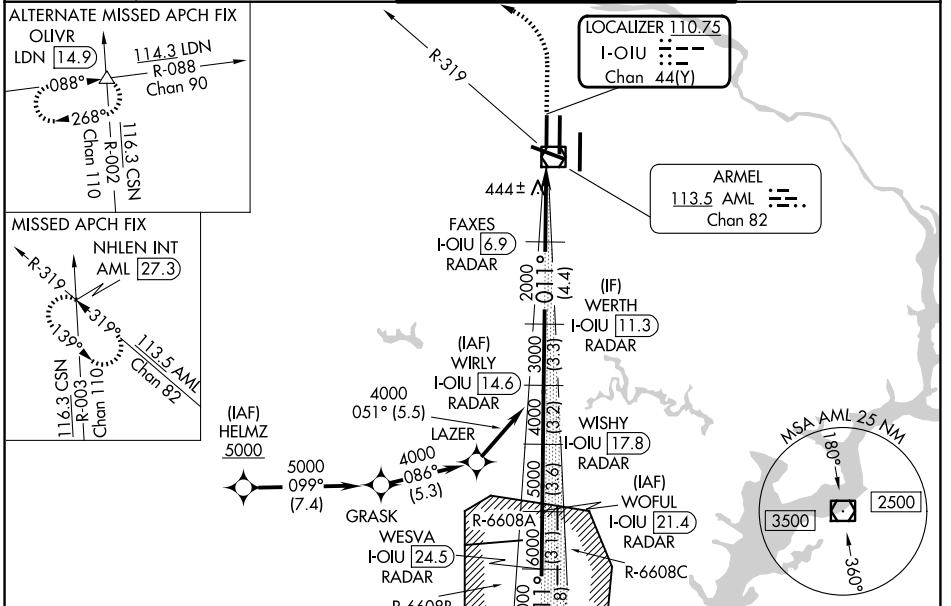 ALTERNATE MISSED APCH FIX
OLIVR
LDN 14.9
114.3 LDN
R-088
Chan 90
088°
268°
116.3 CSN
R-002
Chan 110
MISSED APCH FIX
NHLEN INT
AML 27.3
R-319
319°
139°
113.5 AML
Chan 82
116.3 CSN
R-003
Chan 110
R-319
LOCALIZER 110.75
I-OIU
Chan 44(Y)
ARMEL
113.5 AML
Chan 82
444±
FAXES
I-OIU 6.9
RADAR
2000
011°
(4.4)
(IF)
WERTH
I-OIU 11.3
RADAR
3000
(3.3)
(IAF)
WIRLY
I-OIU 14.6
RADAR
4000
(3.2)
4000
051° (5.5)
LAZER
WISHY
I-OIU 17.8
RADAR
5000
(3.6)
(IAF)
HELMZ
5000
5000
099°
(7.4)
GRASK
4000
086°
(5.3)
(IAF)
WOFUL
I-OIU 21.4
RADAR
R-6608A
WESVA
I-OIU 24.5
RADAR
6000
(3.1)
R-6608C
R-6608B
MSA AML 25 NM
180°
3500
2500
360°